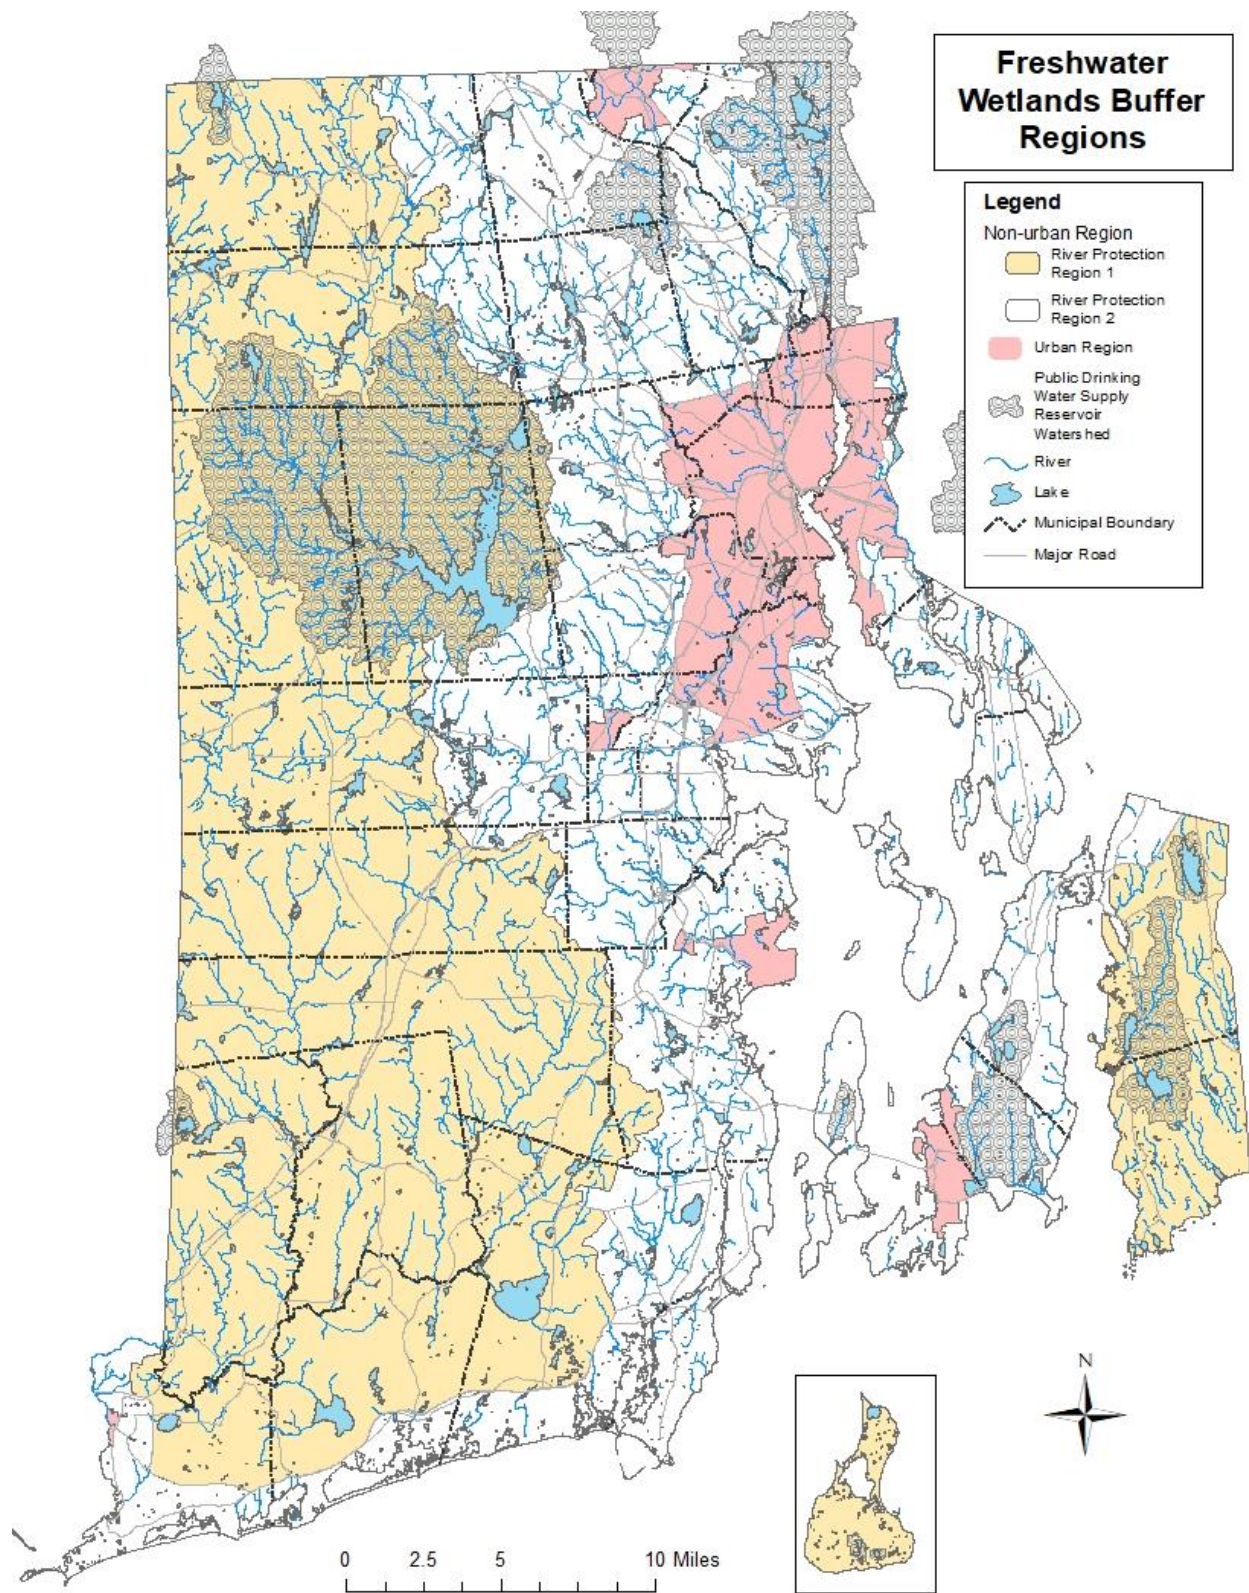 Freshwater
Wetlands Buffer
Regions
Legend
Non-urban Region
River Protection
Region 1
River Protection
Region 2
Urban Region
Public Drinking
Water Supply
Reservoir
Watershed
River
Lake
Municipal Boundary
Major Road
N
0 2.5 5 10 Miles